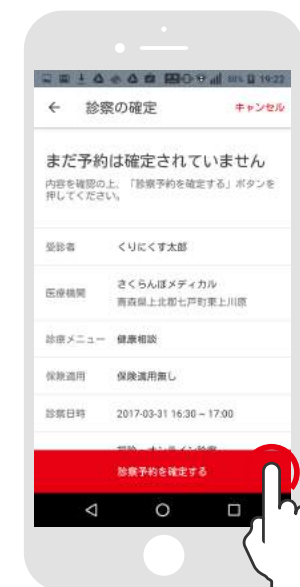 19:22
← 診察の確定 キャンセル
まだ予約は確定されていません
内容を確認の上、「診察予約を確定する」ボタンを
押してください。
受診者 くりにくす太郎
医療機関 さくらんぼメディカル
青森県上北郡七戸町東上川原
診療メニュー 健康相談
保険適用 保険適用無し
診察日時 2017-03-31 16:30 ~ 17:00
診察予約を確定する